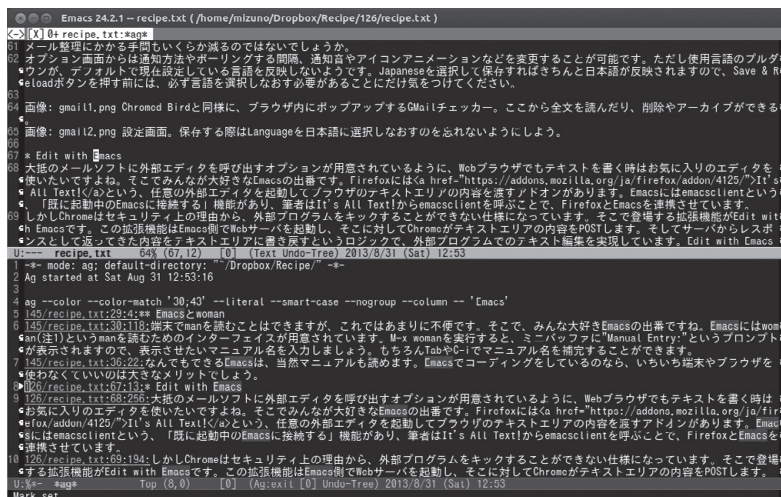 Emacs 24.2.1 -- recipe.txt ( /home/mizuno/Dropbox/Recipe/126/recipe.txt )
<->|[X] 0+ recipe.txt:*ag*
61 メール整理にかかる手間もいくらか減るのではないでしょうか。
62 オプション画面からは通知方法やポーリングする間隔、通知音やアイコンアニメーションなどを変更することが可能です。ただし使用言語のプルダ
ウンが、デフォルトで現在設定している言語を反映しないようです。Japaneseを選択して保存すればきちんと日本語が反映されますので、Save & R
eloadボタンを押す前には、必ず言語を選択しなおす必要があることにだけ気をつけてください。
63
64 画像: gmail1.png Chromed Birdと同様に、ブラウザ内にポップアップするGMailチェッカー。ここから全文を読んだり、削除やアーカイブができる
。
65 画像: gmail2.png 設定画面。保存する際はLanguageを日本語に選択しなおすのを忘れないようにしよう。
66
67 * Edit with Emacs
68 大抵のメールソフトに外部エディタを呼び出すオプションが用意されているように、Webブラウザでもテキストを書く時はお気に入りのエディタを
使いたいですよね。そこでみんなが大好きなEmacsの出番です。Firefoxには<a href="https://addons.mozilla.org/ja/firefox/addon/4125/">It's
All Text!</a>という、任意の外部エディタを起動してブラウザのテキストエリアの内容を渡すアドオンがあります。Emacsにはemacsclientという
、「既に起動中のEmacsに接続する」機能があり、筆者はIt's All Text!からemacsclientを呼ぶことで、FirefoxとEmacsを連携させています。
69 しかしChromeはセキュリティ上の理由から、外部プログラムをキックすることができない仕様になっています。そこで登場する拡張機能がEdit wit
h Emacsです。この拡張機能はEmacs側でWebサーバを起動し、そこに対してChromeがテキストエリアの内容をPOSTします。そしてサーバからレスポ
ンスとして返ってきた内容をテキストエリアに書き戻すというロジックで、外部プログラムでのテキスト編集を実現しています。Edit with Emacs
U:--- recipe.txt 64% (67,12) [0] (Text Undo-Tree) 2013/8/31 (Sat) 12:53
1 -*- mode: ag; default-directory: "~/Dropbox/Recipe/" -*-
2 Ag started at Sat Aug 31 12:53:16
3
4 ag --color --color-match '30;43' --literal --smart-case --nogroup --column -- 'Emacs'
5 145/recipe.txt:29:4:** Emacsとwoman
6 145/recipe.txt:30:118:端末でmanを読むことはできますが、これではあまりに不便です。そこで、みんな大好きEmacsの出番ですね。Emacsにはwom
an(注1)というmanを読むためのインターフェイスが用意されています。M-x womanを実行すると、ミニバッファに"Manual Entry:"というプロンプト
が表示されますので、表示させたいマニュアル名を入力しましょう。もちろんTabやC-iでマニュアル名を補完することができます。
7 145/recipe.txt:36:22:なんでもできるEmacsは、当然マニュアルも読めます。Emacsでコーディングをしているのなら、いちいち端末やブラウザを
使わなくていいのは大きなメリットでしょう。
8 126/recipe.txt:67:13:* Edit with Emacs
9 126/recipe.txt:68:256:大抵のメールソフトに外部エディタを呼び出すオプションが用意されているように、Webブラウザでもテキストを書く時は
お気に入りのエディタを使いたいですよね。そこでみんなが大好きなEmacsの出番です。Firefoxには<a href="https://addons.mozilla.org/ja/fir
efox/addon/4125/">It's All Text!</a>という、任意の外部エディタを起動してブラウザのテキストエリアの内容を渡すアドオンがあります。Emac
sにはemacsclientという、「既に起動中のEmacsに接続する」機能があり、筆者はIt's All Text!からemacsclientを呼ぶことで、FirefoxとEmacsを
連携させています。
10 126/recipe.txt:69:194:しかしChromeはセキュリティ上の理由から、外部プログラムをキックすることができない仕様になっています。そこで登場
する拡張機能がEdit with Emacsです。この拡張機能はEmacs側でWebサーバを起動し、そこに対してChromeがテキストエリアの内容をPOSTします。
U:%*- *ag* Top (8,0) [0] (Ag:exit [0] Undo-Tree) 2013/8/31 (Sat) 12:53
Mark set